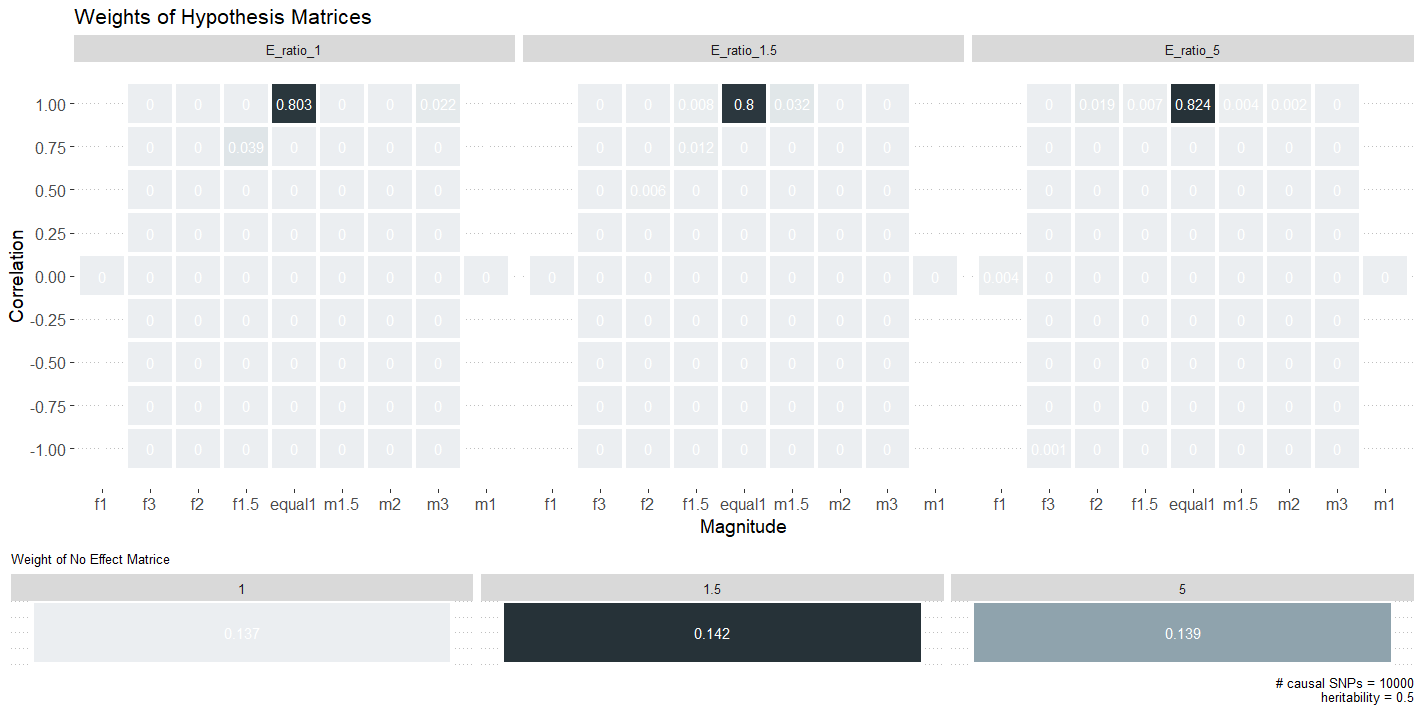 Weights of Hypothesis Matrices
E_ratio_1 E_ratio_1.5 E_ratio_5
1.00 0 0 0 0.803 0 0 0.022 0 0 0.008 0.8 0.032 0 0 0 0.019 0.007 0.824 0.004 0.002 0
0.75 0 0 0.039 0 0 0 0 0 0 0.012 0 0 0 0 0 0 0 0 0 0 0
0.50 0 0 0 0 0 0 0 0 0.006 0 0 0 0 0 0 0 0 0 0 0 0
0.25 0 0 0 0 0 0 0 0 0 0 0 0 0 0 0 0 0 0 0 0 0
0.00 0 0 0 0 0 0 0 0 0 0 0 0 0 0 0 0 0 0 0.004 0 0 0 0 0 0 0 0
-0.25 0 0 0 0 0 0 0 0 0 0 0 0 0 0 0 0 0 0 0 0 0
-0.50 0 0 0 0 0 0 0 0 0 0 0 0 0 0 0 0 0 0 0 0 0
-0.75 0 0 0 0 0 0 0 0 0 0 0 0 0 0 0 0 0 0 0 0 0
-1.00 0 0 0 0 0 0 0 0 0 0 0 0 0 0 0.001 0 0 0 0 0 0
Correlation
f1 f3 f2 f1.5 equal1 m1.5 m2 m3 m1 f1 f3 f2 f1.5 equal1 m1.5 m2 m3 m1 f1 f3 f2 f1.5 equal1 m1.5 m2 m3 m1
Magnitude
Weight of No Effect Matrice
1 1.5 5
0.137 0.142 0.139
# causal SNPs = 10000
heritability = 0.5